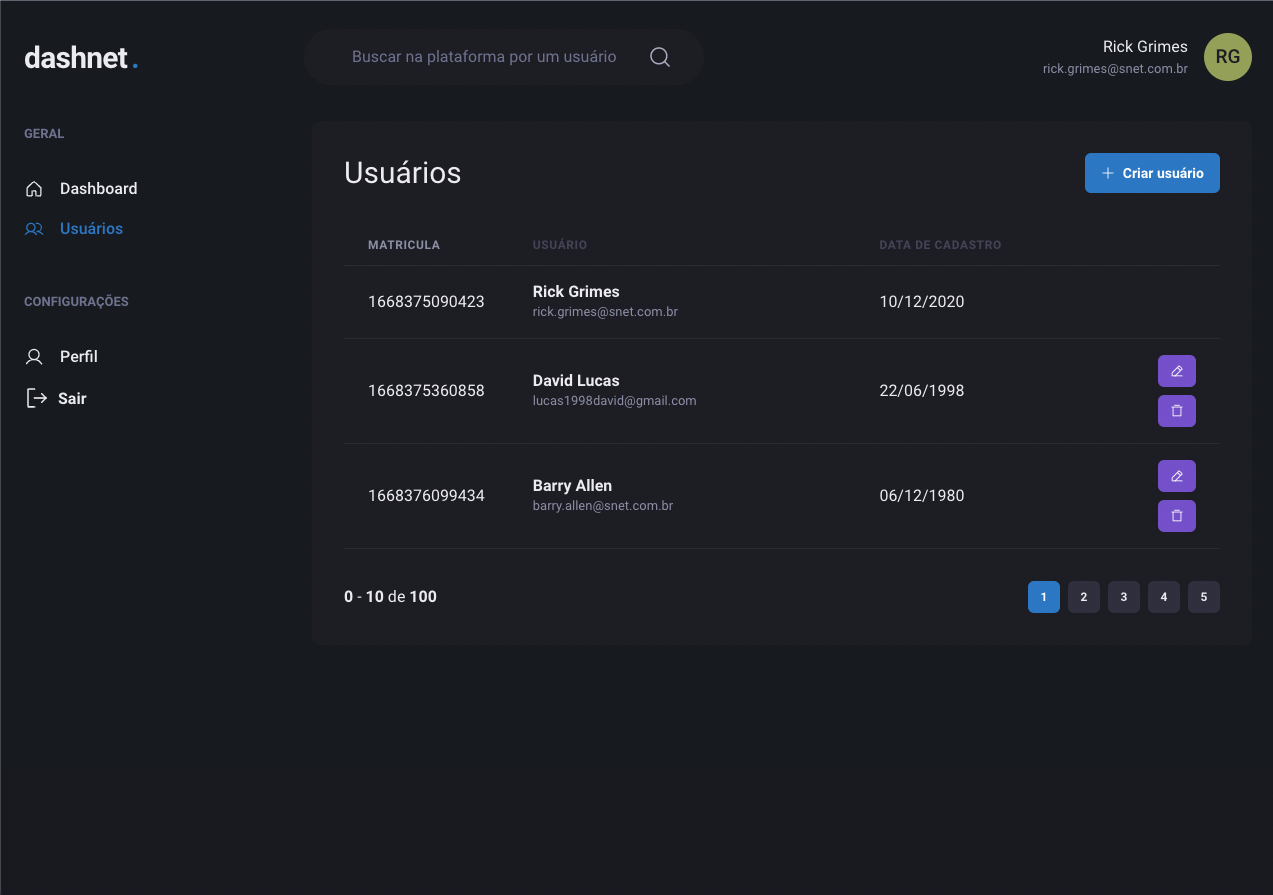 dashnet.
Buscar na plataforma por um usuário
Rick Grimes
rick.grimes@snet.com.br
RG
GERAL
Dashboard
Usuários
CONFIGURAÇÕES
Perfil
Sair
Usuários
+ Criar usuário
MATRICULA USUÁRIO DATA DE CADASTRO
1668375090423 Rick Grimes 10/12/2020
rick.grimes@snet.com.br
1668375360858 David Lucas 22/06/1998
lucas1998david@gmail.com
1668376099434 Barry Allen 06/12/1980
barry.allen@snet.com.br
0 - 10 de 100 1 2 3 4 5